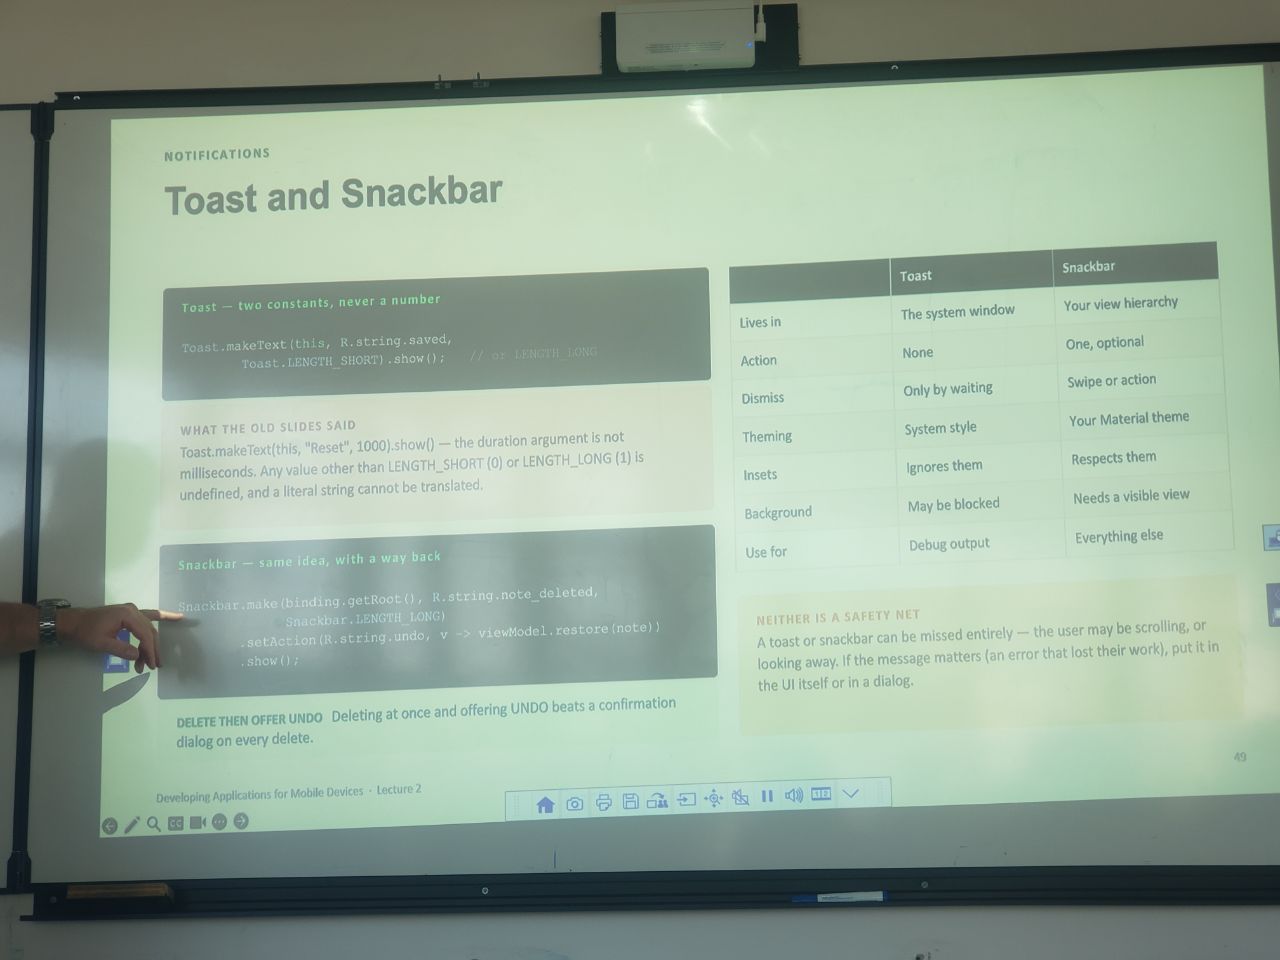 NOTIFICATIONS
Toast and Snackbar
Toast — two constants, never a number
Toast.makeText(this, R.string.saved,
Toast.LENGTH_SHORT).show(); // or LENGTH_LONG
WHAT THE OLD SLIDES SAID
Toast.makeText(this, "Reset", 1000).show() — the duration argument is not
milliseconds. Any value other than LENGTH_SHORT (0) or LENGTH_LONG (1) is
undefined, and a literal string cannot be translated.
Snackbar — same idea, with a way back
Snackbar.make(binding.getRoot(), R.string.note_deleted,
Snackbar.LENGTH_LONG)
.setAction(R.string.undo, v -> viewModel.restore(note))
.show();
DELETE THEN OFFER UNDO Deleting at once and offering UNDO beats a confirmation
dialog on every delete.
Toast Snackbar
Lives in The system window Your view hierarchy
Action None One, optional
Dismiss Only by waiting Swipe or action
Theming System style Your Material theme
Insets Ignores them Respects them
Background May be blocked Needs a visible view
Use for Debug output Everything else
NEITHER IS A SAFETY NET
A toast or snackbar can be missed entirely — the user may be scrolling, or
looking away. If the message matters (an error that lost their work), put it in
the UI itself or in a dialog.
49
Developing Applications for Mobile Devices · Lecture 2
CC